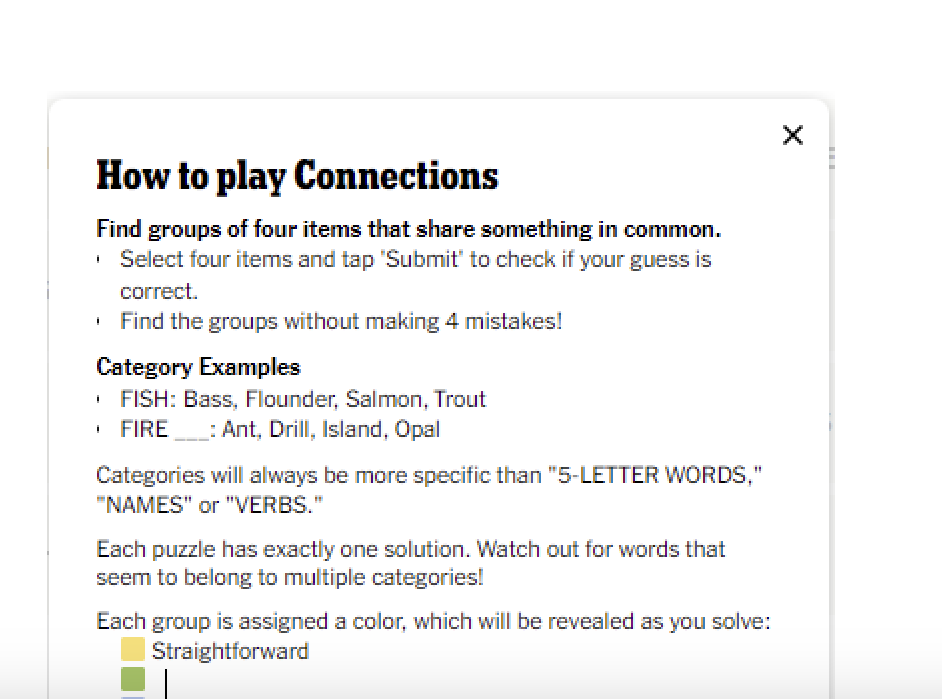 How to play Connections
Find groups of four items that share something in common.
· Select four items and tap 'Submit' to check if your guess is
correct.
· Find the groups without making 4 mistakes!
Category Examples
· FISH: Bass, Flounder, Salmon, Trout
· FIRE ___: Ant, Drill, Island, Opal
Categories will always be more specific than "5-LETTER WORDS,"
"NAMES" or "VERBS."
Each puzzle has exactly one solution. Watch out for words that
seem to belong to multiple categories!
Each group is assigned a color, which will be revealed as you solve:
Straightforward